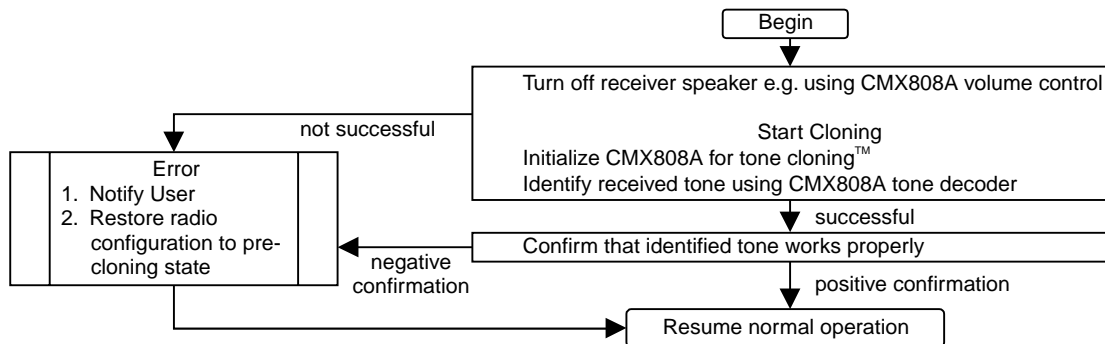 Begin
Turn off receiver speaker e.g. using CMX808A volume control
Start Cloning
Initialize CMX808A for tone cloning™
Identify received tone using CMX808A tone decoder
not successful
successful
Error
1. Notify User
2. Restore radio
configuration to pre-
cloning state
Confirm that identified tone works properly
negative
confirmation
positive confirmation
Resume normal operation